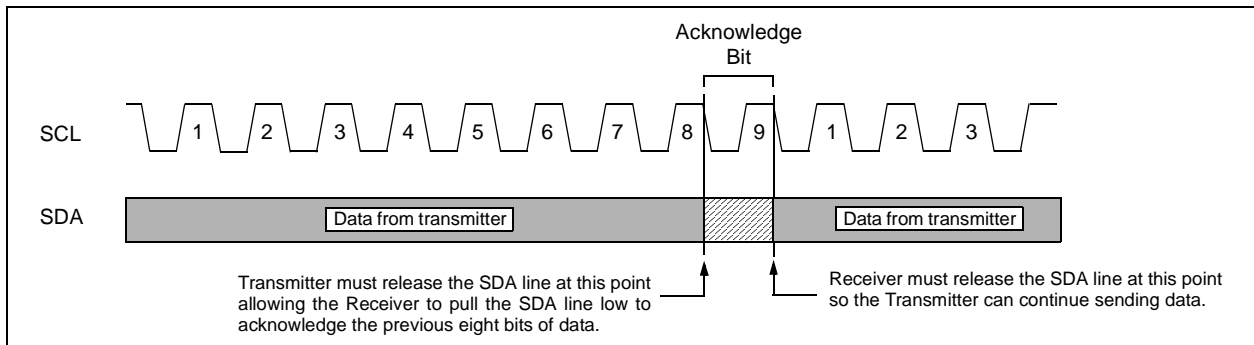 Acknowledge
Bit
SCL
1 2 3 4 5 6 7 8 9 1 2 3
SDA
Data from transmitter
Data from transmitter
Transmitter must release the SDA line at this point
allowing the Receiver to pull the SDA line low to
acknowledge the previous eight bits of data.
Receiver must release the SDA line at this point
so the Transmitter can continue sending data.